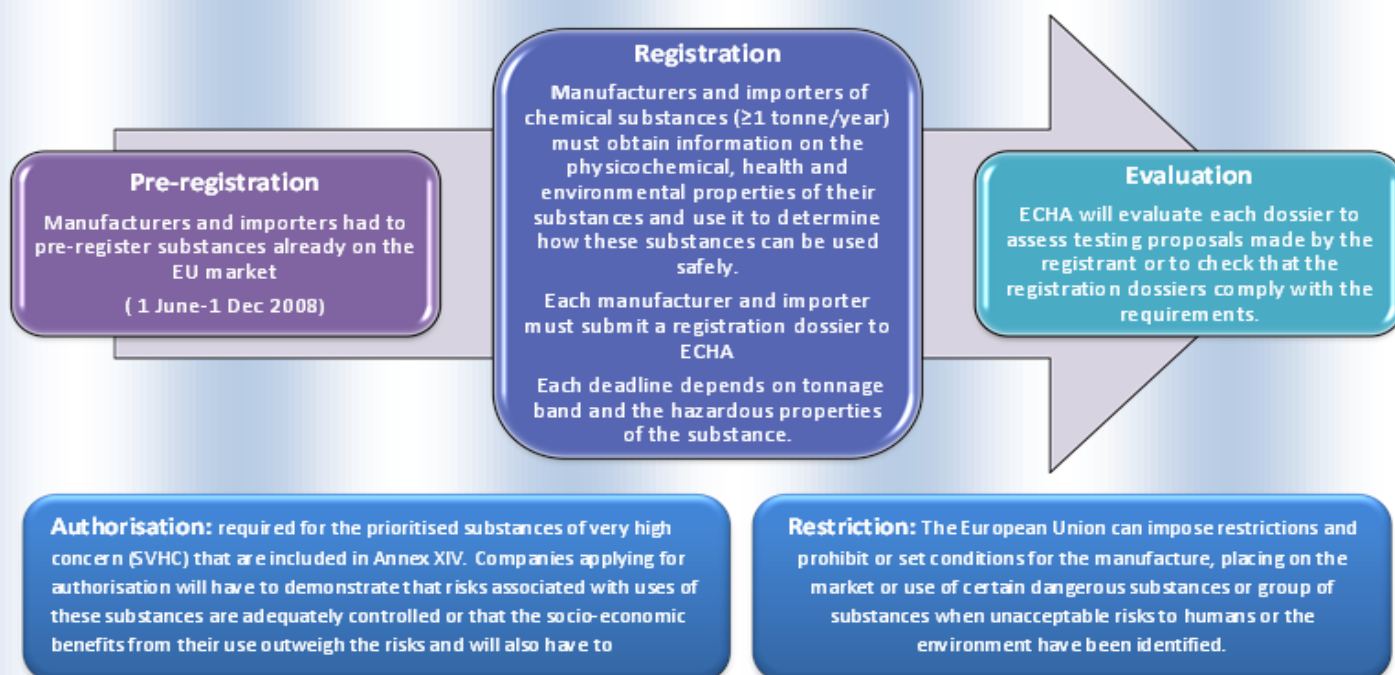 Pre-registration
Manufacturers and importers had to
pre-register substances already on the
EU market
( 1 June-1 Dec 2008)
Registration
Manufacturers and importers of
chemical substances (≥1 tonne/year)
must obtain information on the
physicochemical, health and
environmental properties of their
substances and use it to determine
how these substances can be used
safely.
Each manufacturer and importer
must submit a registration dossier to
ECHA
Each deadline depends on tonnage
band and the hazardous properties
of the substance.
Evaluation
ECHA will evaluate each dossier to
assess testing proposals made by the
registrant or to check that the
registration dossiers comply with the
requirements.
Authorisation: required for the prioritised substances of very high
concern (SVHC) that are included in Annex XIV. Companies applying for
authorisation will have to demonstrate that risks associated with uses of
these substances are adequately controlled or that the socio-economic
benefits from their use outweigh the risks and will also have to
Restriction: The European Union can impose restrictions and
prohibit or set conditions for the manufacture, placing on the
market or use of certain dangerous substances or group of
substances when unacceptable risks to humans or the
environment have been identified.